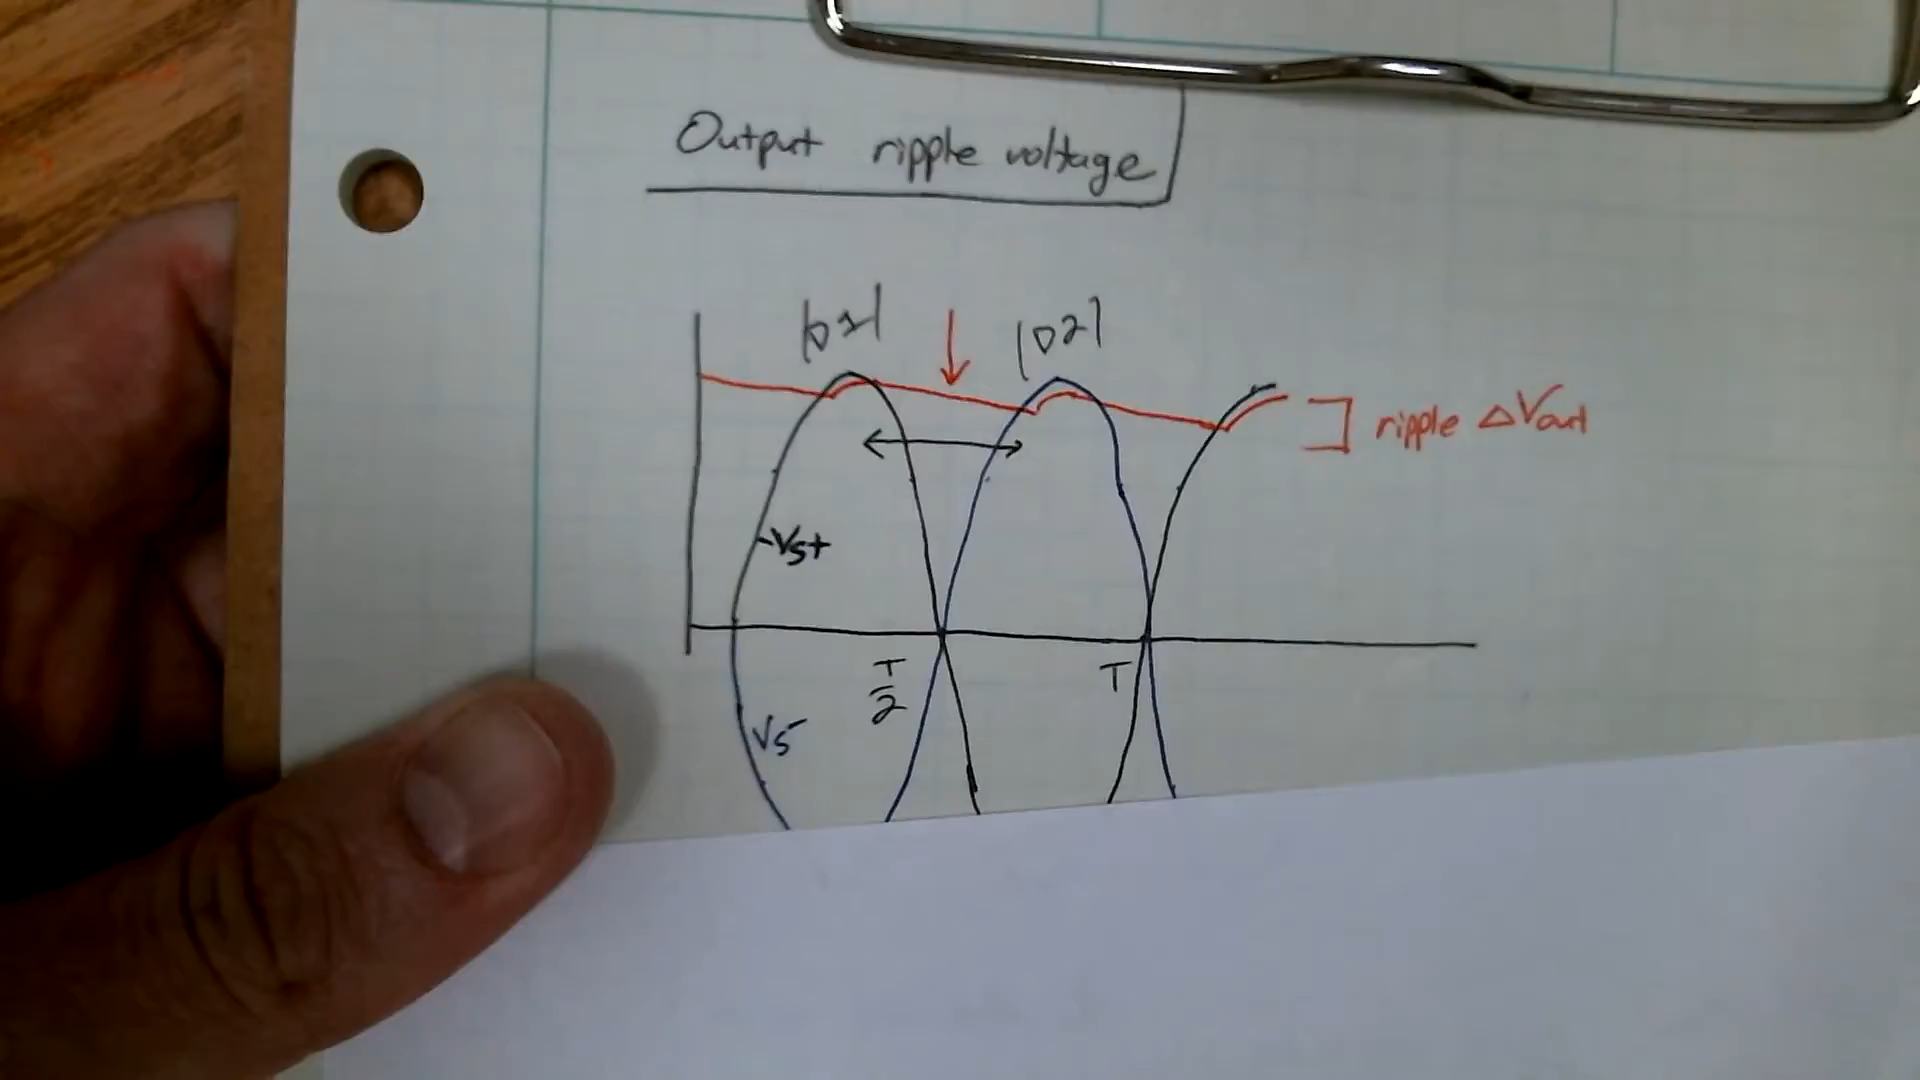 Output ripple voltage
|D1| |D2|
ripple ΔVout
Vs+
T/2 T
Vs-